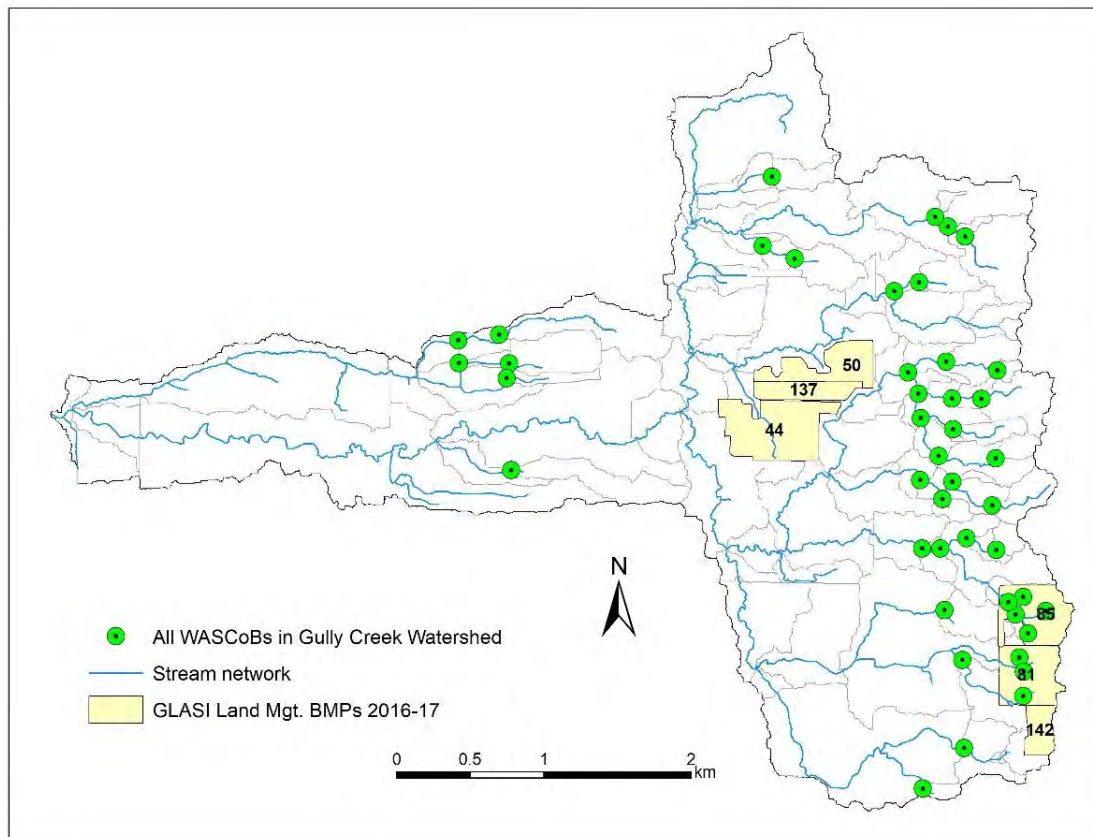 50
137
44
N
85
81
142
All WASCoBs in Gully Creek Watershed
Stream network
GLASI Land Mgt. BMPs 2016-17
0 0.5 1 2
km